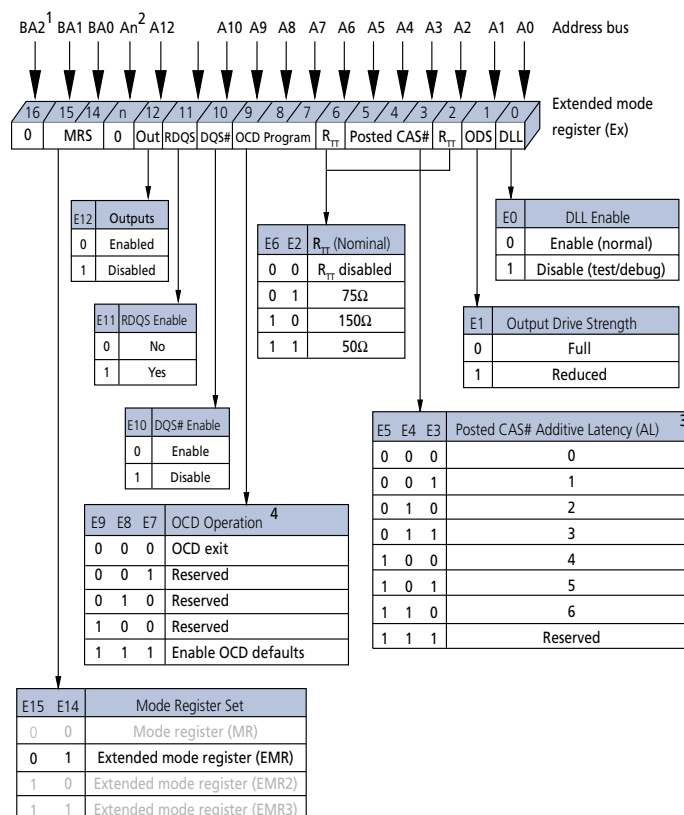 BA2 1 BA1 BA0 An 2 A12 A10 A9 A8 A7 A6 A5 A4 A3 A2 A1 A0 Address bus
16 15 14 n 12 11 10 9 8 7 6 5 4 3 2 1 0
Extended mode
register (Ex)
0 MRS 0 Out RDQS DQS# OCD Program RTT Posted CAS# RTT ODS DLL
E12 Outputs
0 Enabled
1 Disabled
E11 RDQS Enable
0 No
1 Yes
E10 DQS# Enable
0 Enable
1 Disable
E6 E2 RTT (Nominal)
0 0 RTT disabled
0 1 75Ω
1 0 150Ω
1 1 50Ω
E0 DLL Enable
0 Enable (normal)
1 Disable (test/debug)
E1 Output Drive Strength
0 Full
1 Reduced
E5 E4 E3 Posted CAS# Additive Latency (AL) 3
0 0 0 0
0 0 1 1
0 1 0 2
0 1 1 3
1 0 0 4
1 0 1 5
1 1 0 6
1 1 1 Reserved
E9 E8 E7 OCD Operation 4
0 0 0 OCD exit
0 0 1 Reserved
0 1 0 Reserved
1 0 0 Reserved
1 1 1 Enable OCD defaults
E15 E14 Mode Register Set
0 0 Mode register (MR)
0 1 Extended mode register (EMR)
1 0 Extended mode register (EMR2)
1 1 Extended mode register (EMR3)